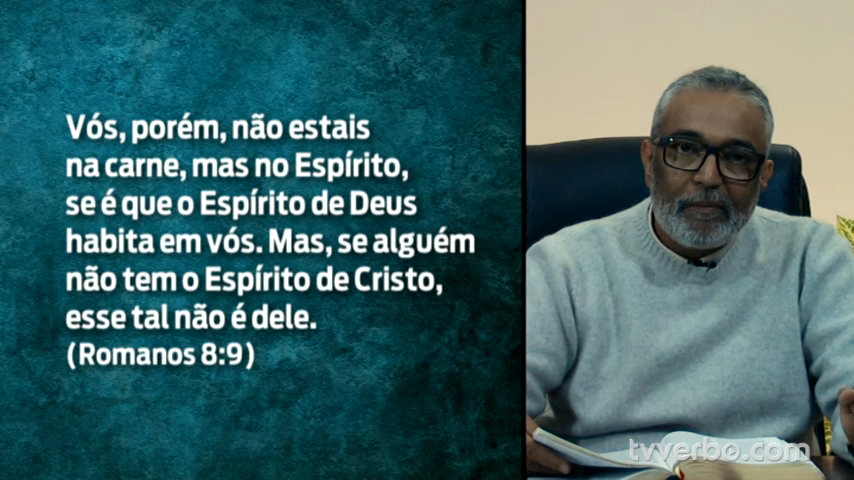 Vós, porém, não estais
na carne, mas no Espírito,
se é que o Espírito de Deus
habita em vós. Mas, se alguém
não tem o Espírito de Cristo,
esse tal não é dele.
(Romanos 8:9)
tvverbo.com